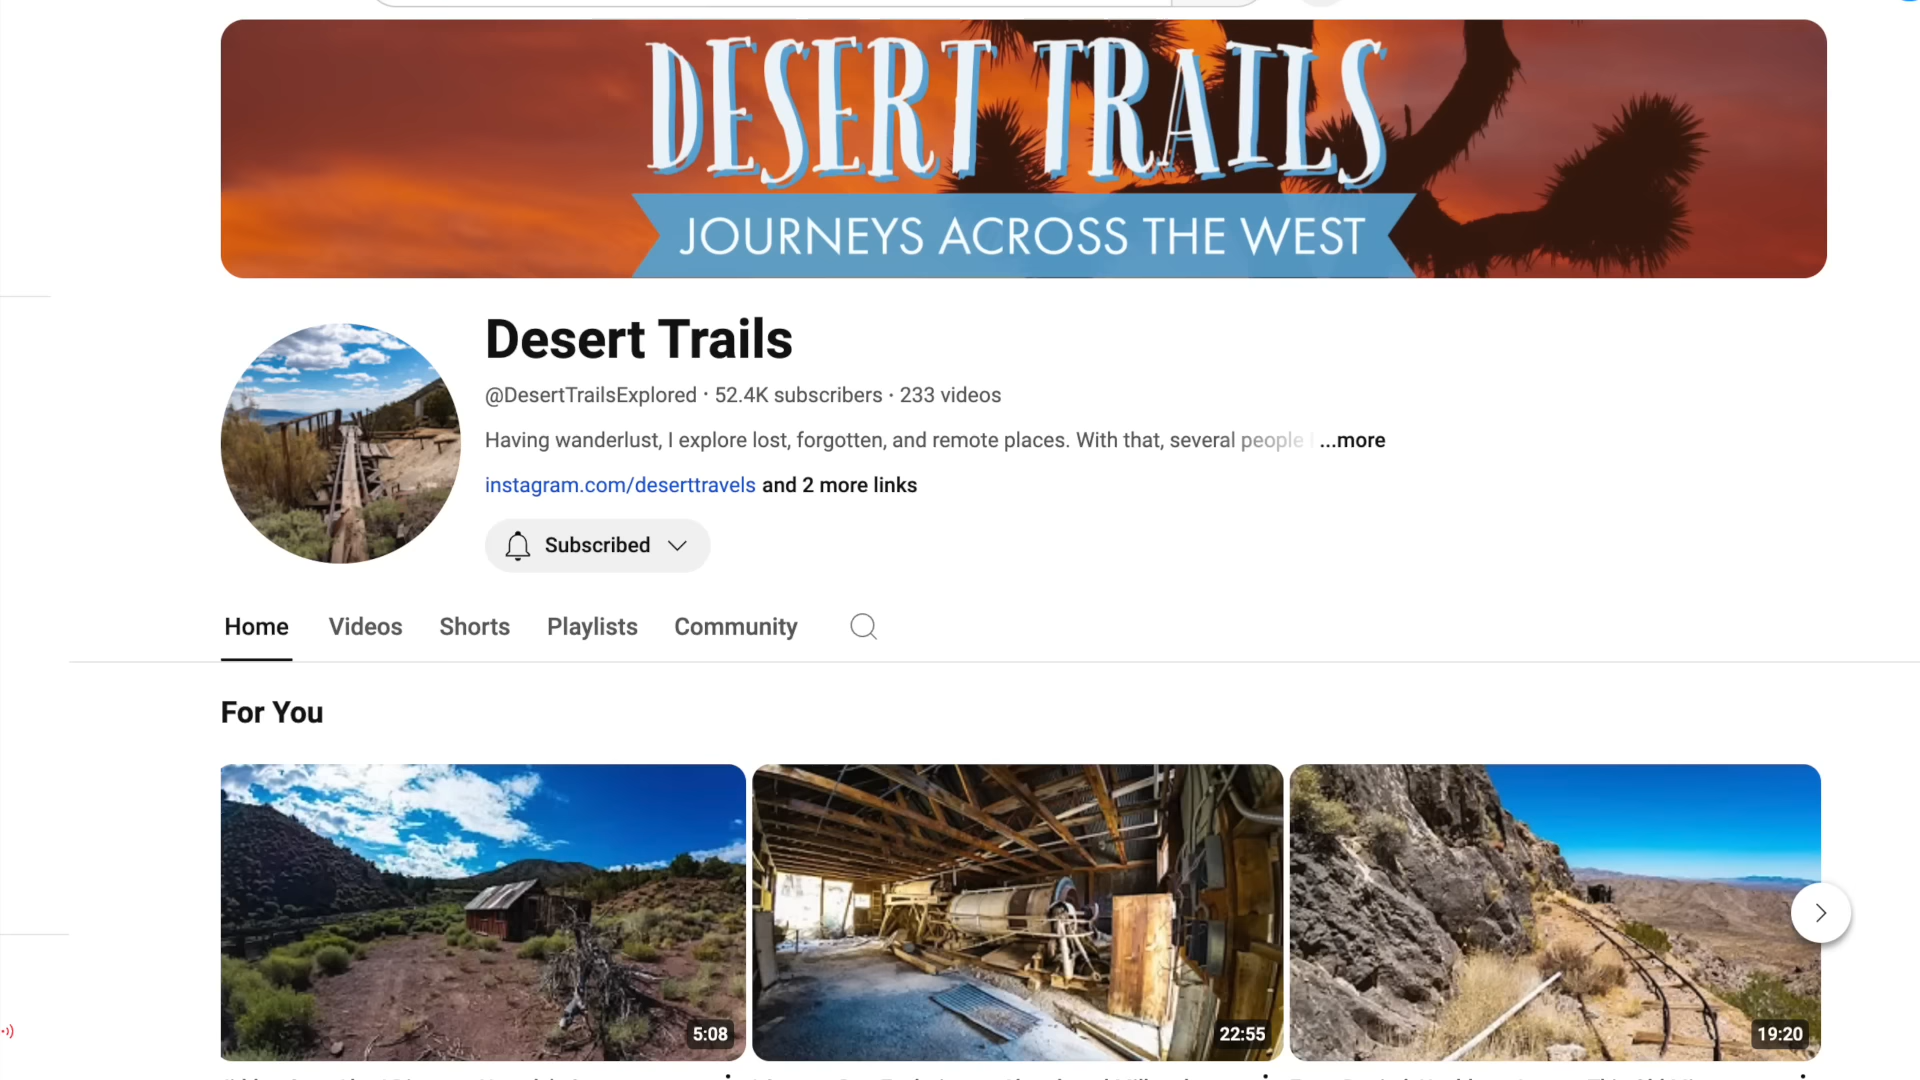 DESERT TRAILS
JOURNEYS ACROSS THE WEST
Desert Trails
@DesertTrailsExplored · 52.4K subscribers · 233 videos
Having wanderlust, I explore lost, forgotten, and remote places. With that, several people ...more
instagram.com/deserttravels and 2 more links
Subscribed
Home Videos Shorts Playlists Community
For You
5:08
22:55
19:20